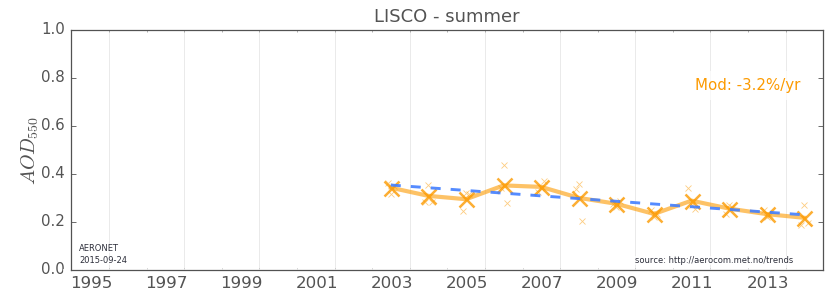 LISCO - summer
1.0
0.8
0.6
0.4
0.2
0.0
AOD550
Mod: -3.2%/yr
AERONET
2015-09-24
source: http://aerocom.met.no/trends
1995 1997 1999 2001 2003 2005 2007 2009 2011 2013